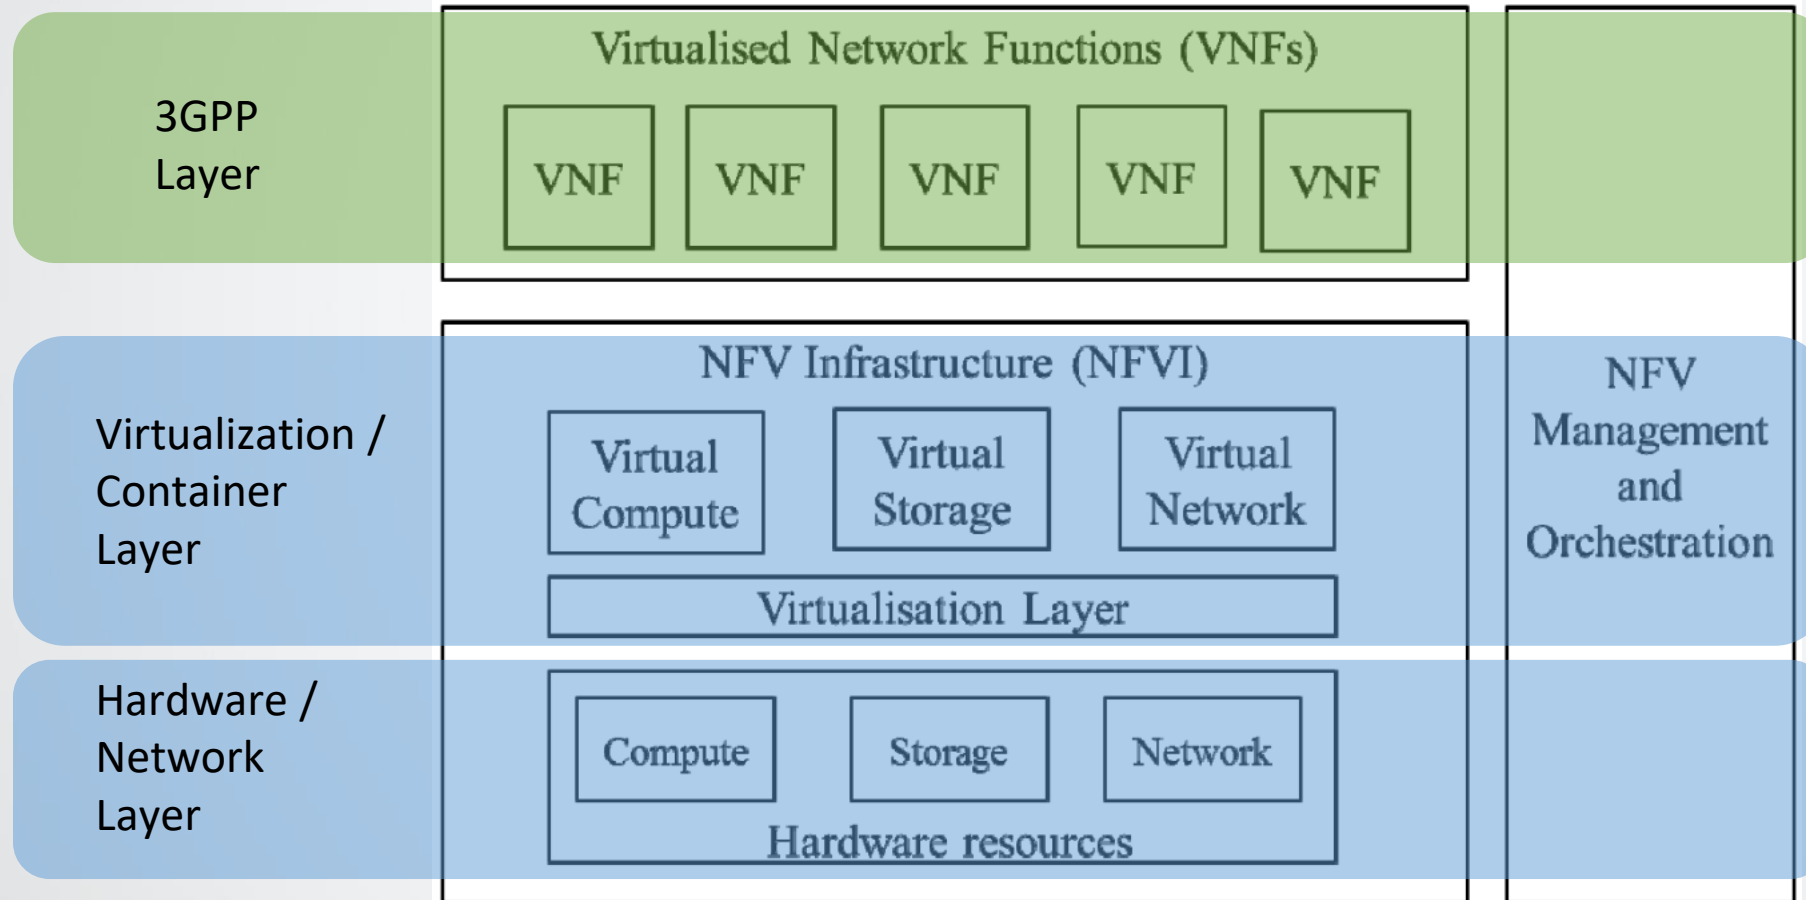 3GPP
Layer
Virtualised Network Functions (VNFs)
VNF VNF VNF VNF VNF
Virtualization /
Container
Layer
NFV Infrastructure (NFVI)
Virtual
Compute
Virtual
Storage
Virtual
Network
Virtualisation Layer
NFV
Management
and
Orchestration
Hardware /
Network
Layer
Compute Storage Network
Hardware resources